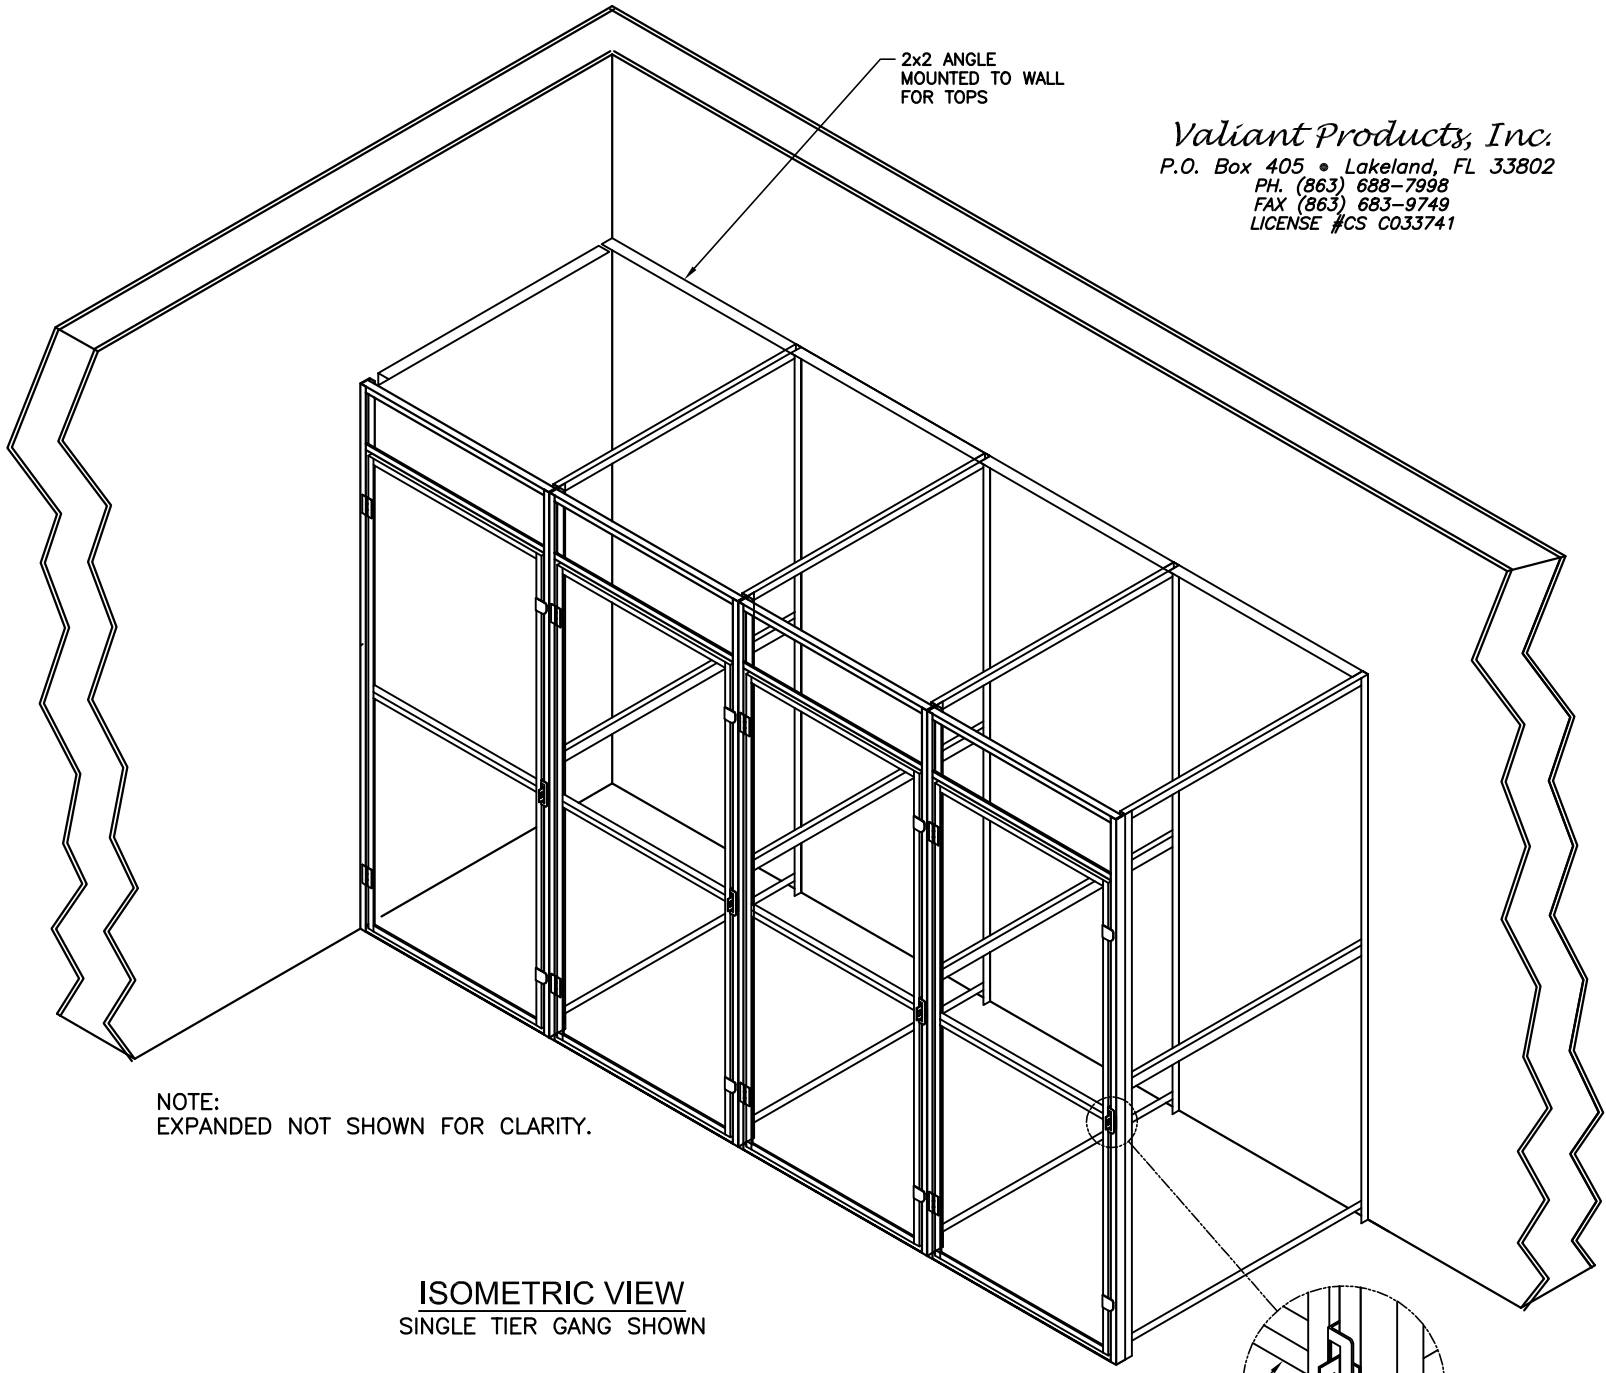 2x2 ANGLE
MOUNTED TO WALL
FOR TOPS
Valiant Products, Inc.
P.O. Box 405 • Lakeland, FL 33802
PH. (863) 688-7998
FAX (863) 683-9749
LICENSE #CS C033741
NOTE:
EXPANDED NOT SHOWN FOR CLARITY.
ISOMETRIC VIEW
SINGLE TIER GANG SHOWN